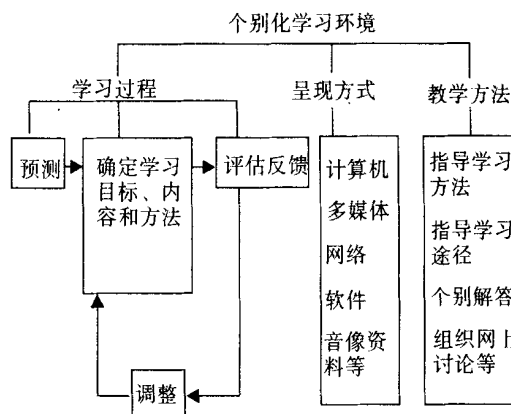 个别化学习环境
学习过程
呈现方式
教学方法
预测
确定学习
目标、内
容和方法
评估反馈
调整
计算机
多媒体
网络
软件
音像资
料等
指导学习
方法
指导学习
途径
个别解答
组织网
讨论等